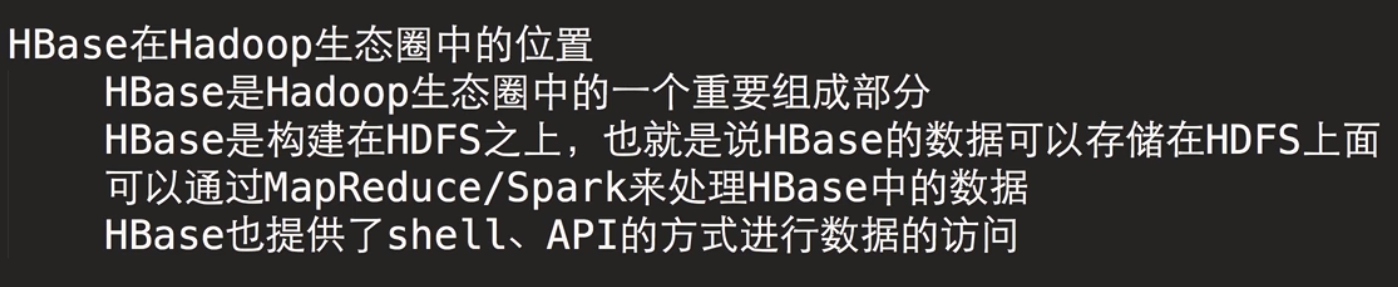 HBase在Hadoop生态圈中的位置
HBase是Hadoop生态圈中的一个重要组成部分
HBase是构建在HDFS之上，也就是说HBase的数据可以存储在HDFS上面
可以通过MapReduce/Spark来处理HBase中的数据
HBase也提供了shell、API的方式进行数据的访问